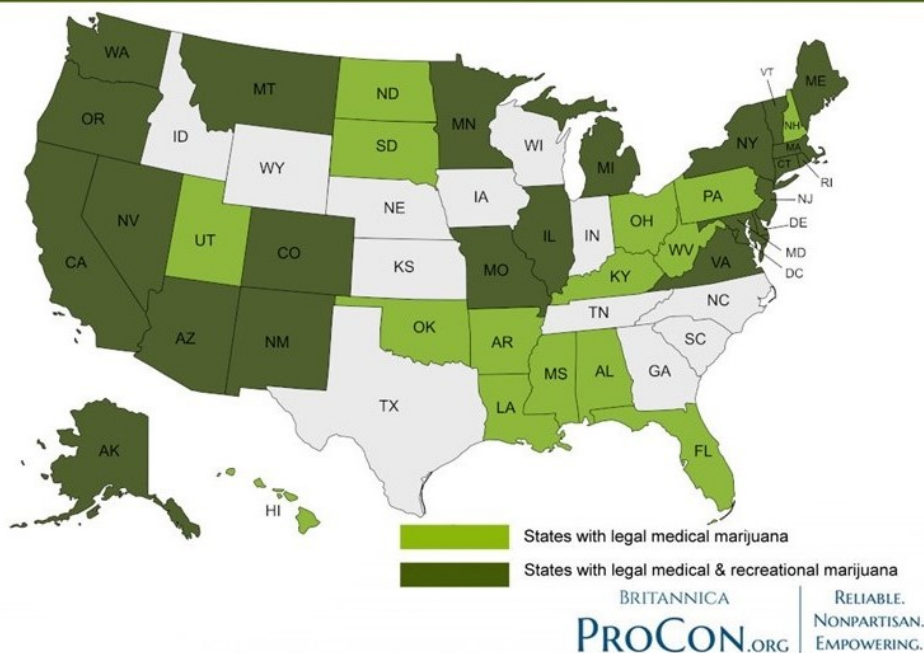 WA
MT
ND
MN
VT
ME
OR
ID
SD
WI
NY
NH
MA
WY
MI
CT
RI
IA
PA
NJ
NV
NE
OH
DE
UT
IL
IN
WV
MD
CA
CO
KS
MO
VA
DC
KY
NC
TN
AZ
NM
OK
AR
SC
MS
AL
GA
TX
LA
AK
FL
HI
States with legal medical marijuana
States with legal medical & recreational marijuana
BRITANNICA
PROCON.ORG
RELIABLE.
NONPARTISAN.
EMPOWERING.